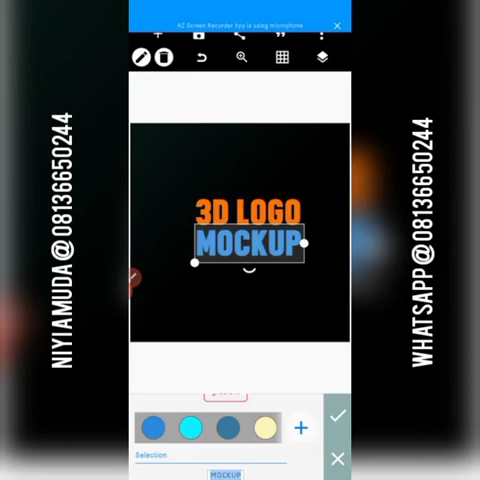 AZ Screen Recorder App is using microphone
3D LOGO
MOCKUP
NIYIAMUDA@08136650244
WHATSAPP@08136650244
Selection
MOCKUP